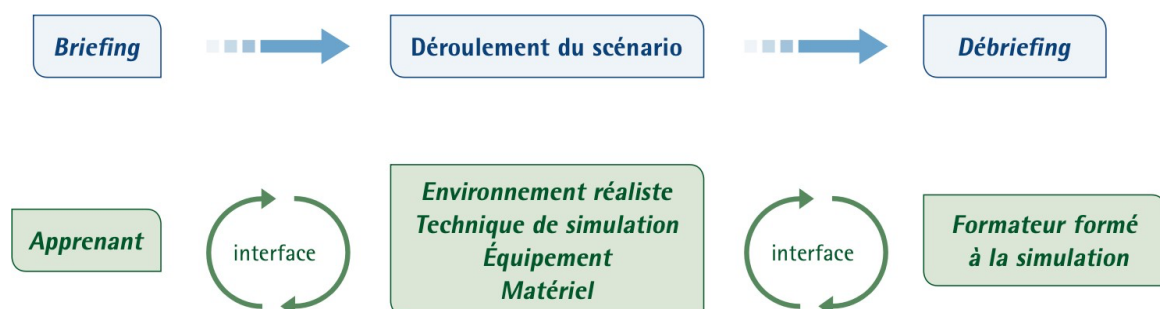 Briefing
Déroulement du scénario
Débriefing
Apprenant
interface
Environnement réaliste
Technique de simulation
Équipement
Matériel
interface
Formateur formé
à la simulation